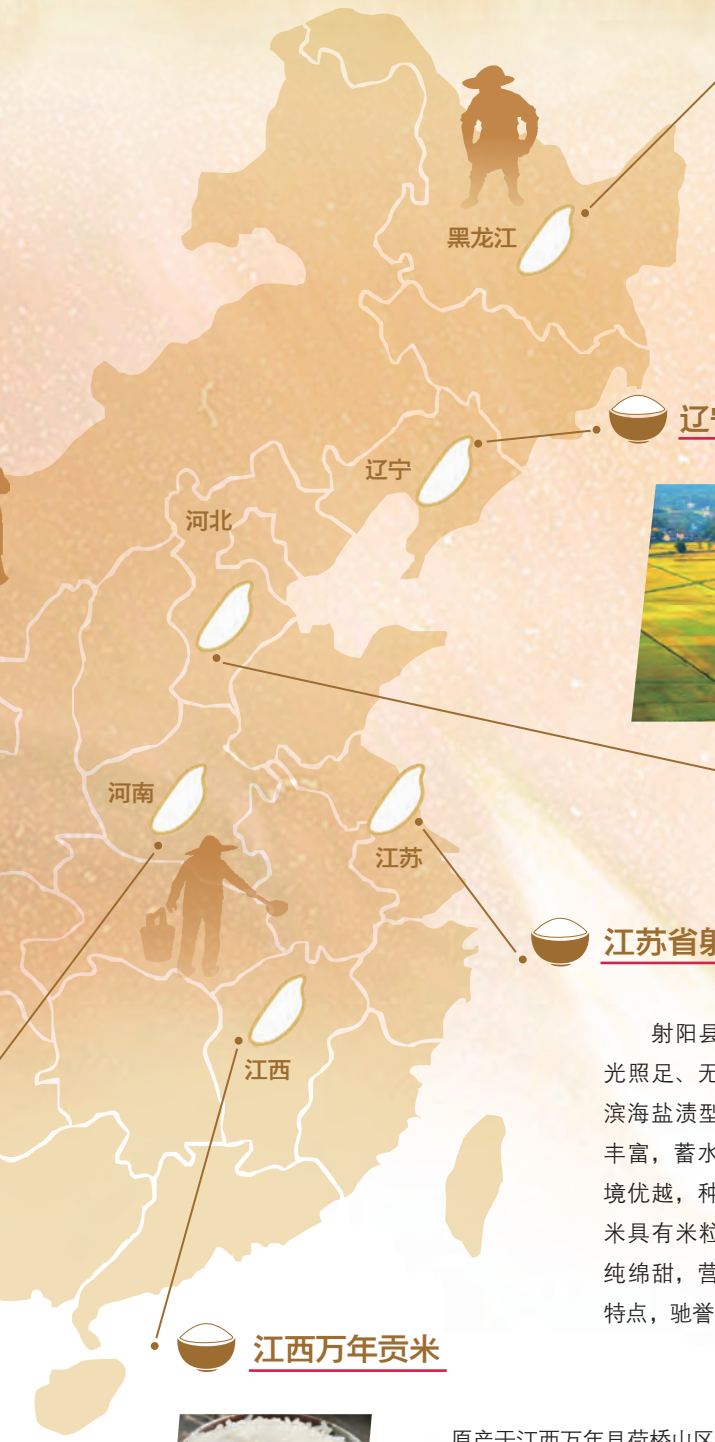 黑龙江
辽宁
辽宁
河北
河南
江苏
江苏省射
射阳县
光照足、无
滨海盐渍型
丰富，蓄水
境优越，种
米具有米粒
纯绵甜，营
特点，驰誉
江西
江西万年贡米
原产于江西万年县荷桥山区